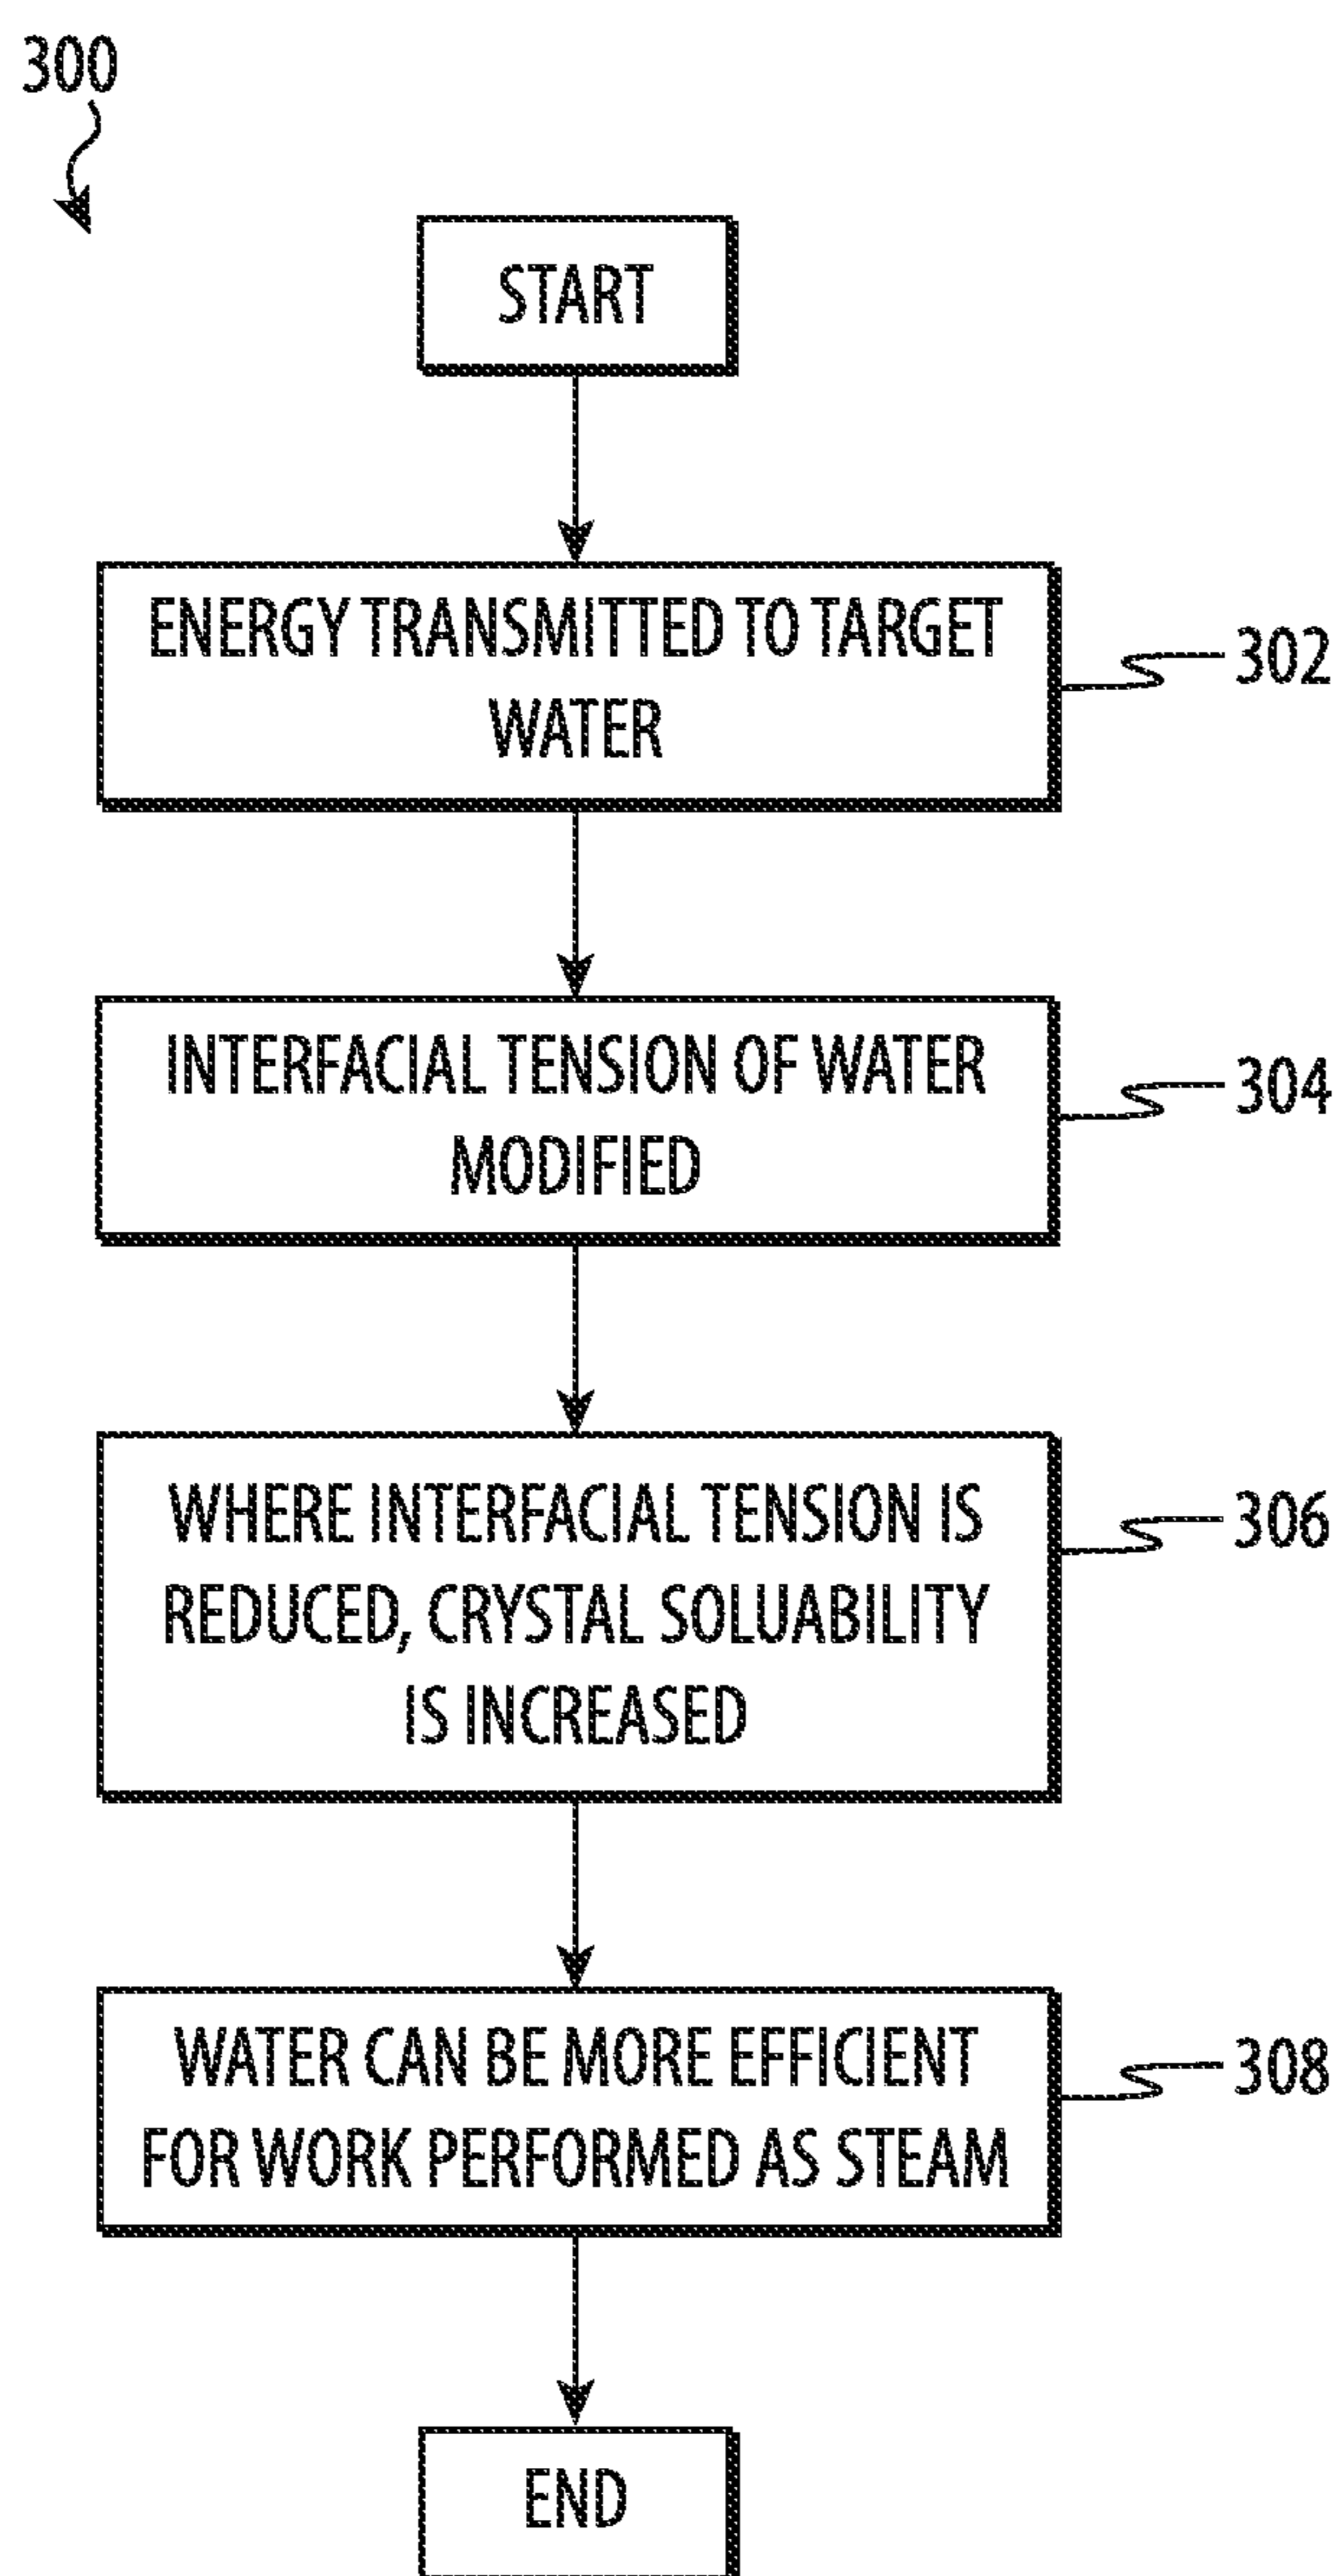 300
START
ENERGY TRANSMITTED TO TARGET
WATER
302
INTERFACIAL TENSION OF WATER
MODIFIED
304
WHERE INTERFACIAL TENSION IS
REDUCED, CRYSTAL SOLUABILITY
IS INCREASED
306
WATER CAN BE MORE EFFICIENT
FOR WORK PERFORMED AS STEAM
308
END